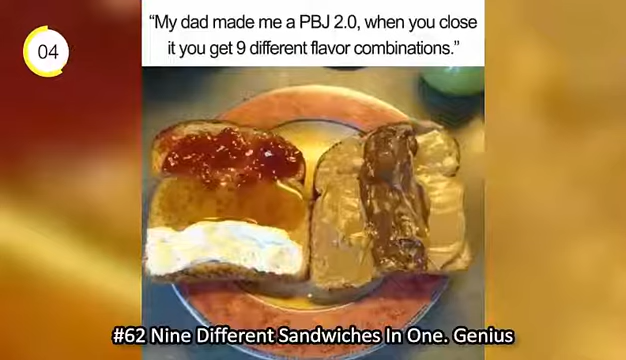 04
“My dad made me a PBJ 2.0, when you close
it you get 9 different flavor combinations.”
#62 Nine Different Sandwiches In One. Genius